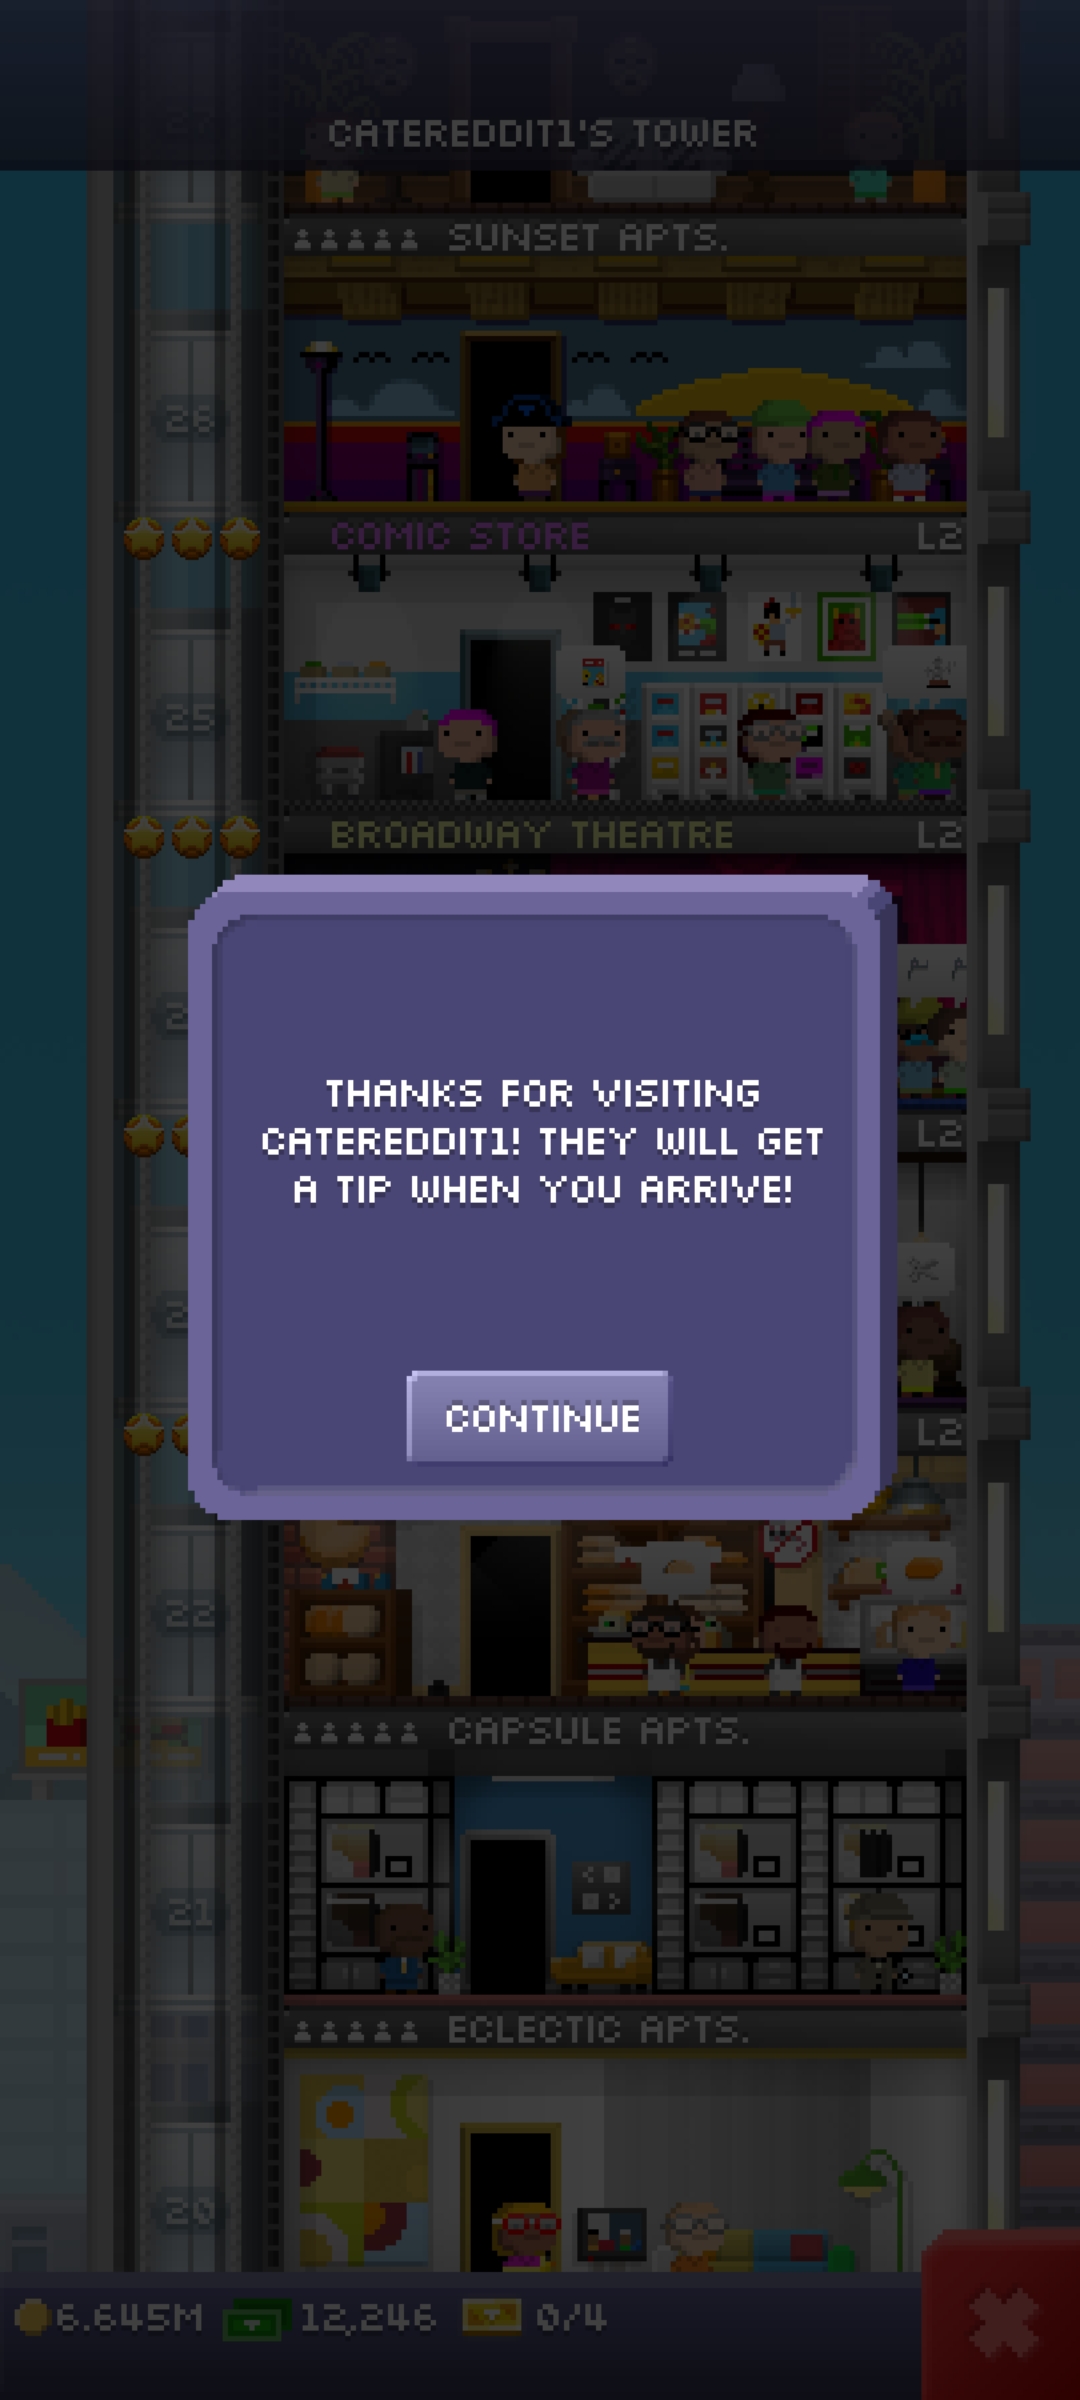 CATEREDDIT1'S TOWER
SUNSET APTS.
26
COMIC STORE L2
25
BROADWAY THEATRE L2
THANKS FOR VISITING
CATEREDDIT1! THEY WILL GET
A TIP WHEN YOU ARRIVE!
L2
CONTINUE
L2
22
CAPSULE APTS.
21
ECLECTIC APTS.
20
6.645M 12,246 0/4